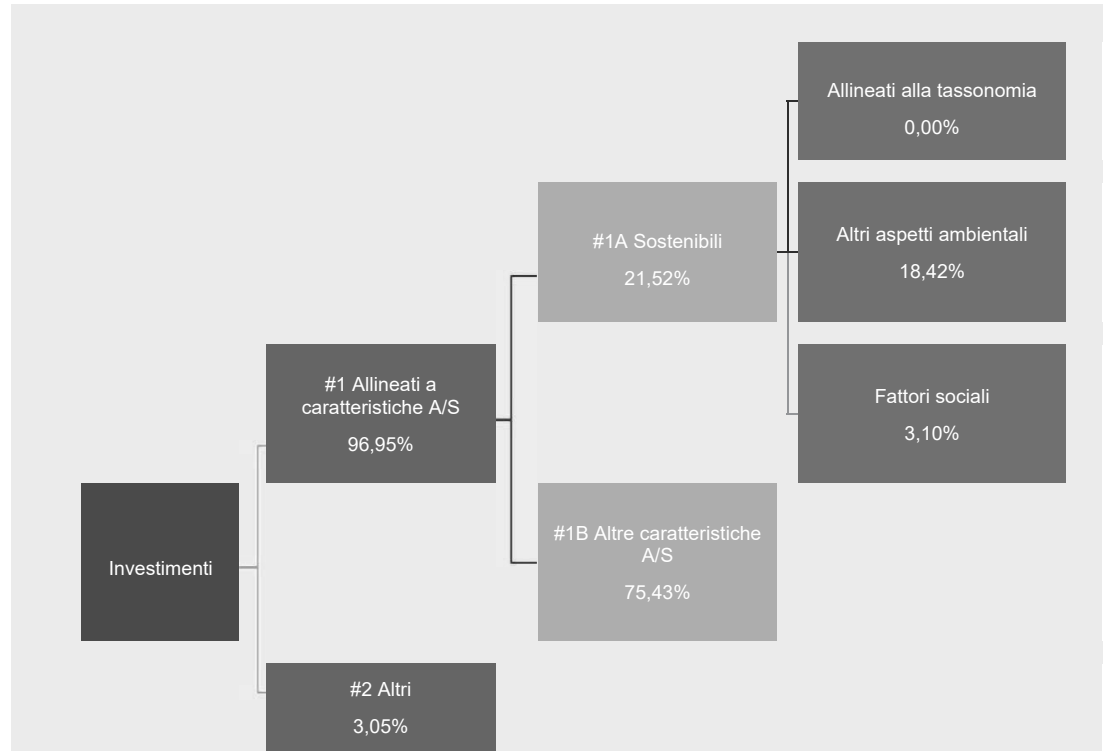 Allineati alla tassonomia
0,00%
#1A Sostenibili
21,52%
Altri aspetti ambientali
18,42%
#1 Allineati a
caratteristiche A/S
96,95%
Fattori sociali
3,10%
Investimenti
#1B Altre caratteristiche
A/S
75,43%
#2 Altri
3,05%